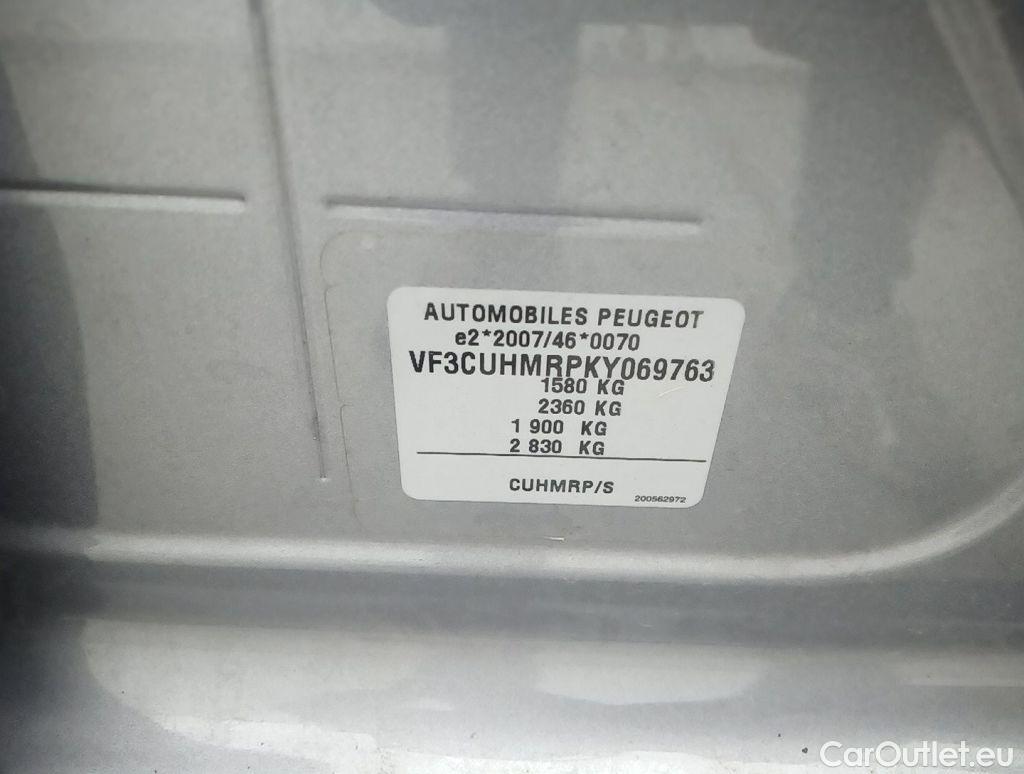 AUTOMOBILES PEUGEOT
e2*2007/46*0070
VF3CUHMRPKY069763
1580 KG
2360 KG
1 900 KG
2 830 KG
CUHMRP/S
200562972
CarOutlet.eu